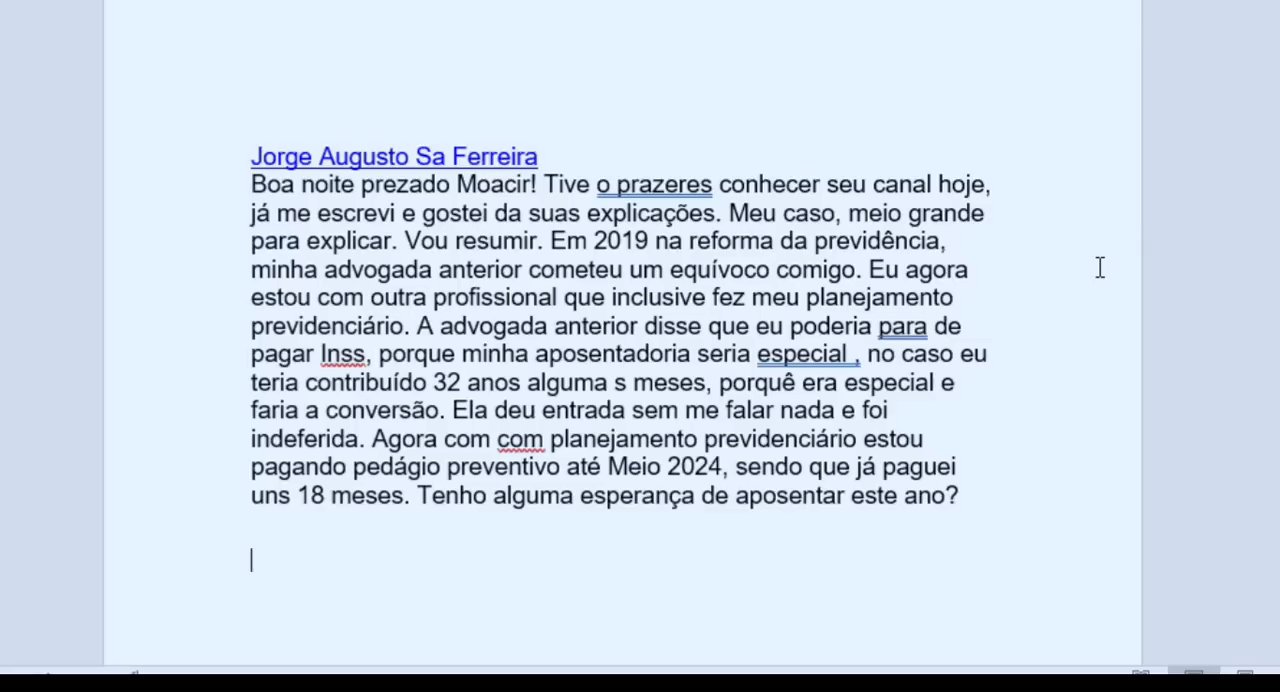 Jorge Augusto Sa Ferreira
Boa noite prezado Moacir! Tive o prazeres conhecer seu canal hoje,
já me escrevi e gostei da suas explicações. Meu caso, meio grande
para explicar. Vou resumir. Em 2019 na reforma da previdência,
minha advogada anterior cometeu um equívoco comigo. Eu agora
estou com outra profissional que inclusive fez meu planejamento
previdenciário. A advogada anterior disse que eu poderia para de
pagar Inss, porque minha aposentadoria seria especial , no caso eu
teria contribuído 32 anos alguma s meses, porquê era especial e
faria a conversão. Ela deu entrada sem me falar nada e foi
indeferida. Agora com com planejamento previdenciário estou
pagando pedágio preventivo até Meio 2024, sendo que já paguei
uns 18 meses. Tenho alguma esperança de aposentar este ano?